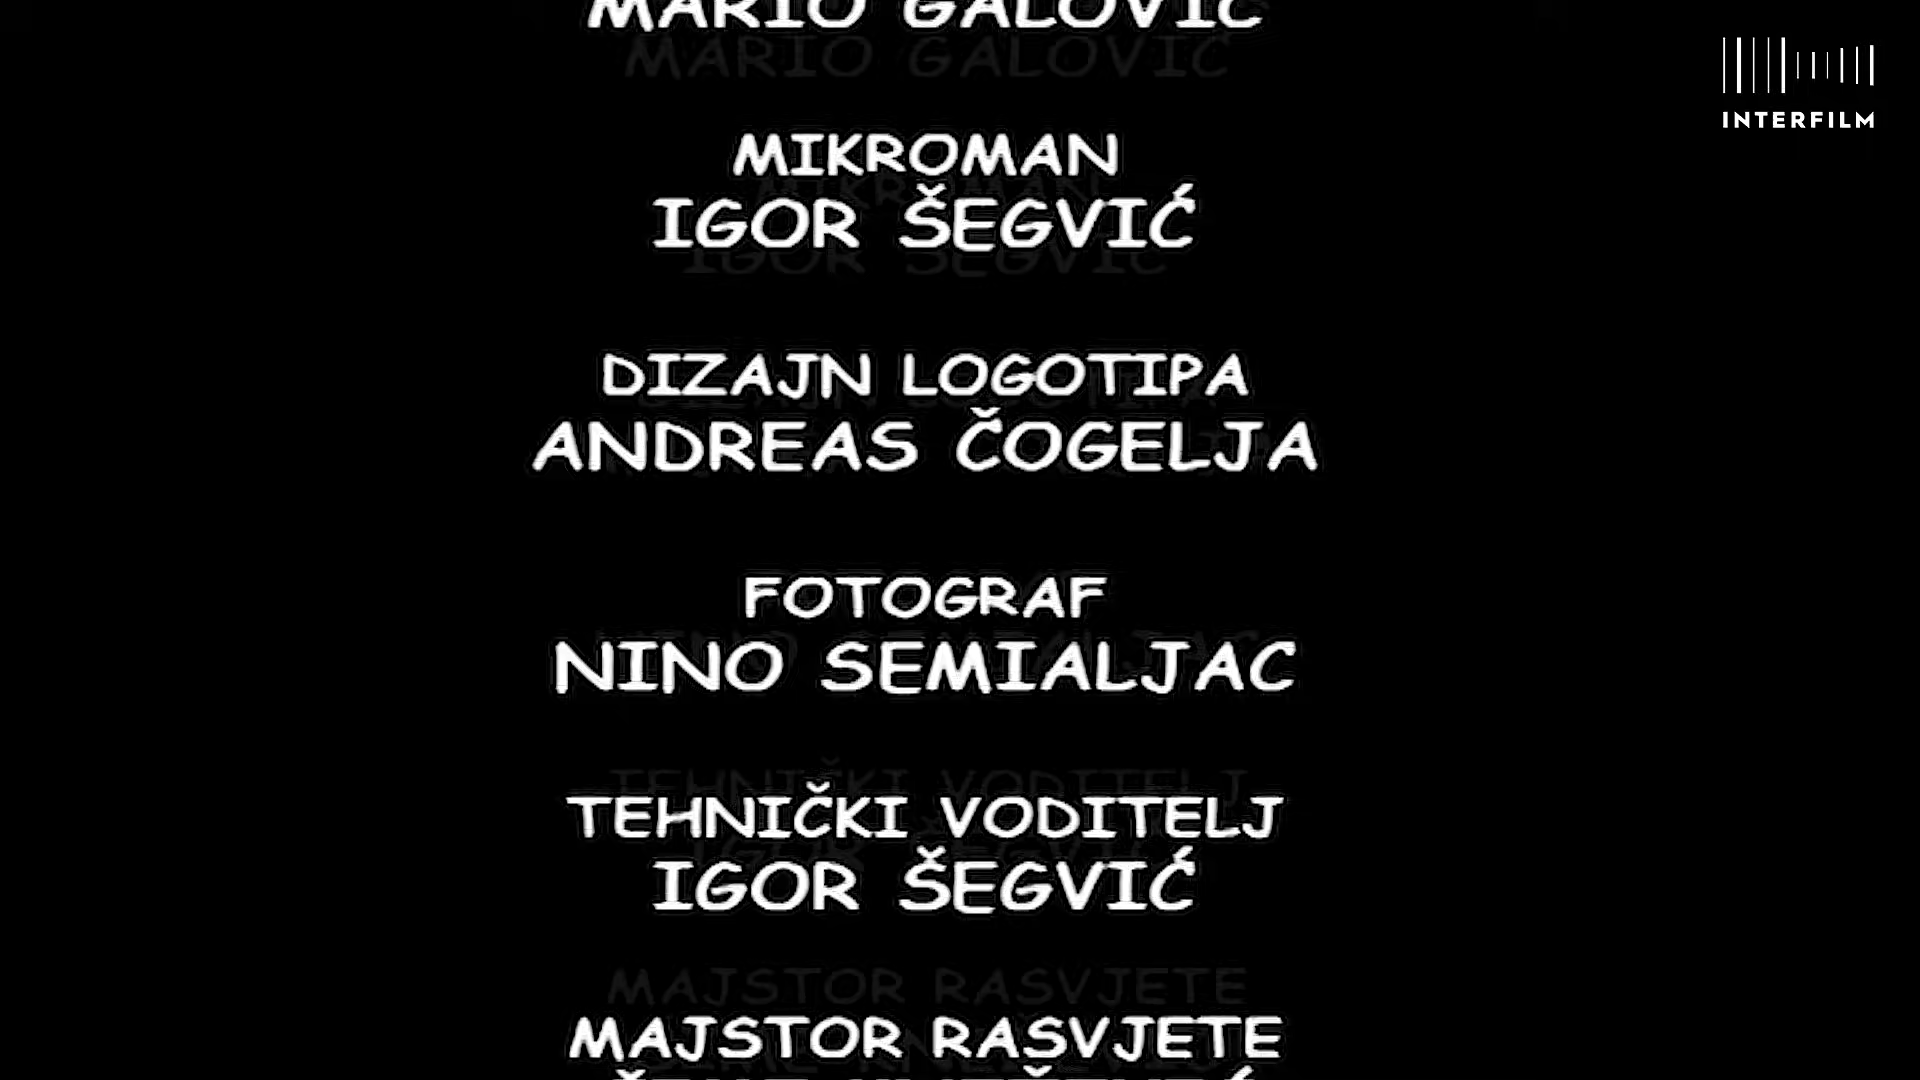 MARIO GALOVIĆ
INTERFILM
MIKROMAN
IGOR ŠEGVIĆ
DIZAJN LOGOTIPA
ANDREAS ČOGELJA
FOTOGRAF
NINO SEMIALJAC
TEHNIČKI VODITELJ
IGOR ŠEGVIĆ
MAJSTOR RASVJETE